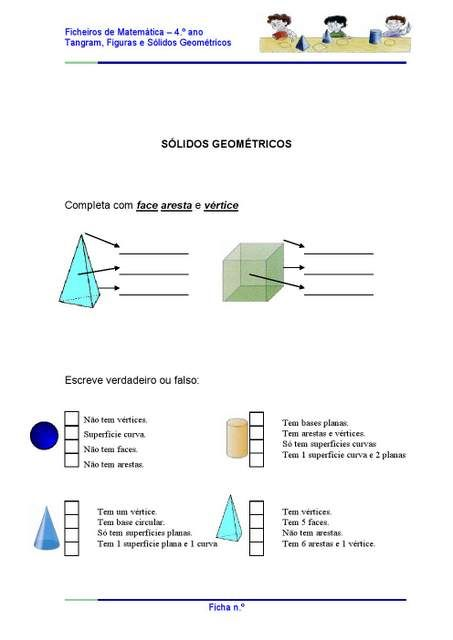 Ficheiros de Matemática – 4.º ano
Tangram, Figuras e Sólidos Geométricos
SÓLIDOS GEOMÉTRICOS
Completa com face aresta e vértice
Escreve verdadeiro ou falso:
Não tem vértices.
Superfície curva.
Não tem faces.
Não tem arestas.
Tem bases planas.
Tem arestas e vértices.
Só tem superfícies curvas
Tem 1 superfície curva e 2 planas
Tem um vértice.
Tem base circular.
Só tem superfícies planas.
Tem 1 superfície plana e 1 curva
Tem vértices.
Tem 5 faces.
Não tem arestas.
Tem 6 arestas e 1 vértice.
Ficha n.º